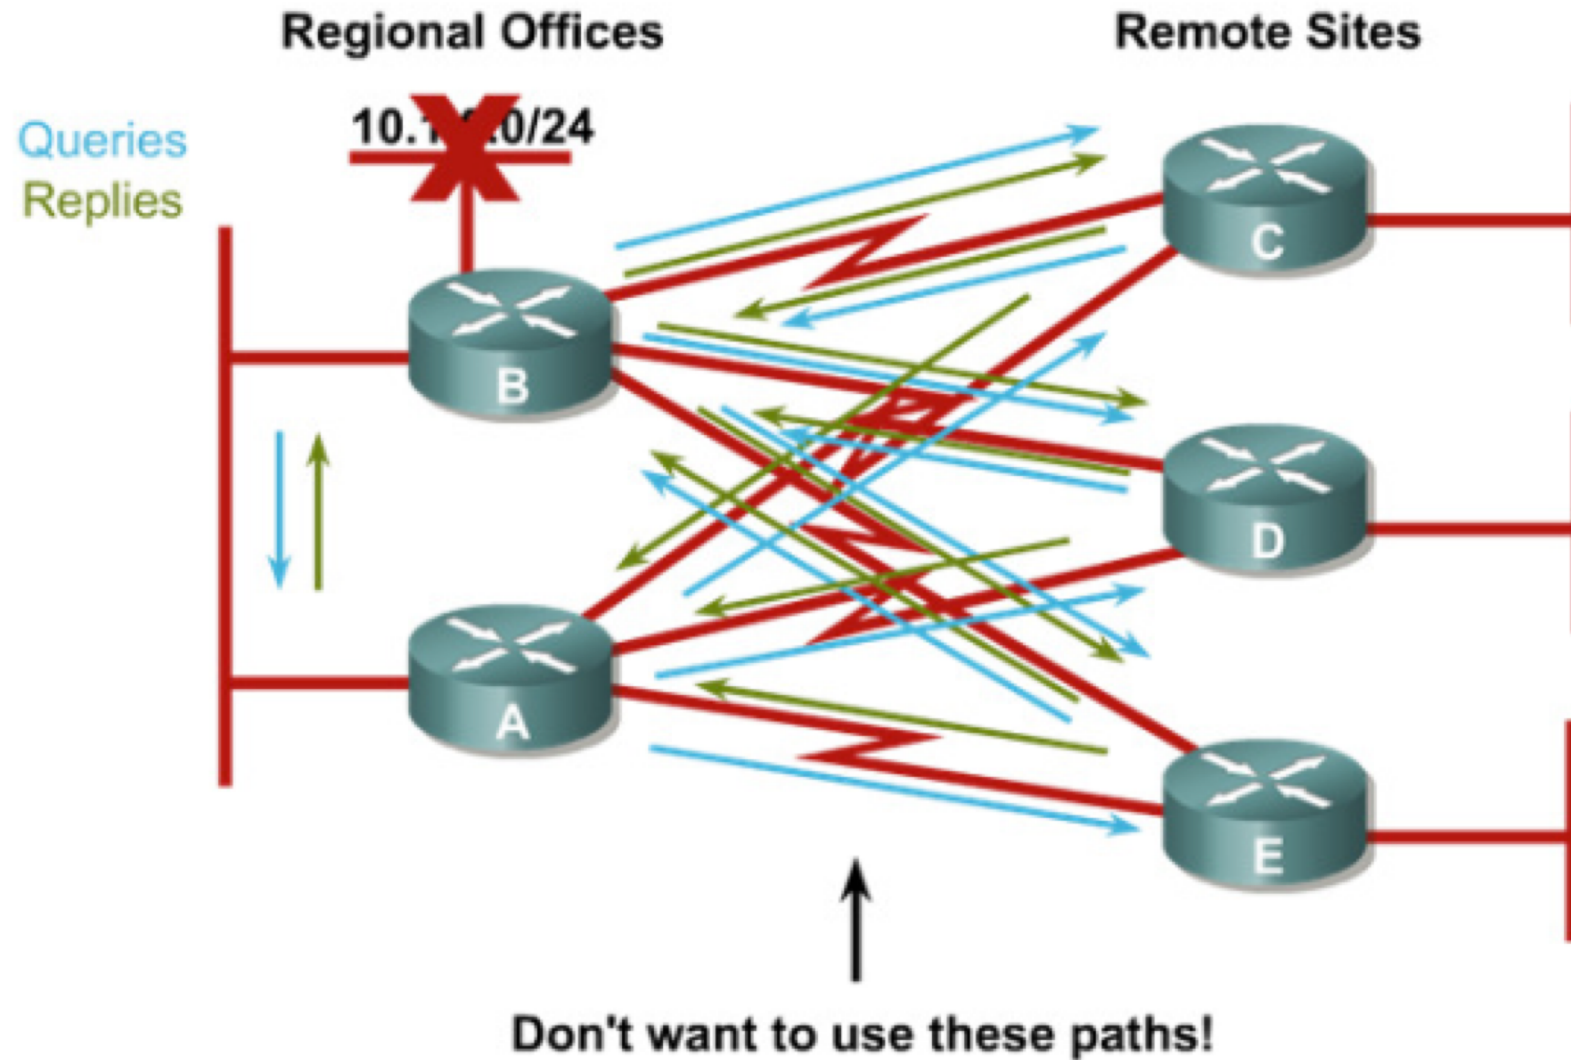 Regional Offices
Remote Sites
Queries
Replies
B
A
C
D
E
Don't want to use these paths!